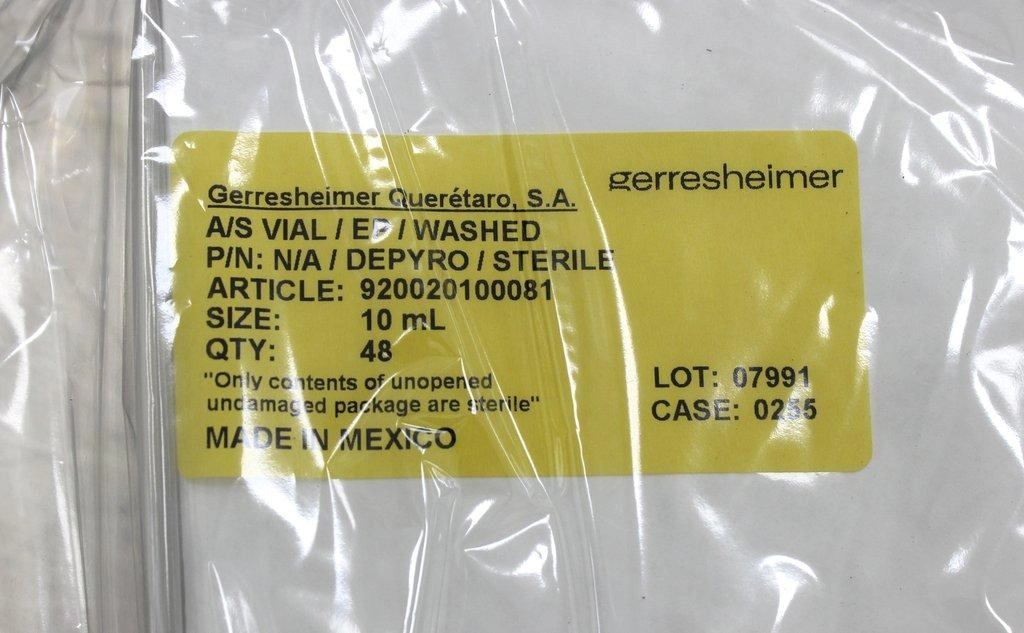 gerresheimer
Gerresheimer Querétaro, S.A.
A/S VIAL / EP / WASHED
P/N: N/A / DEPYRO / STERILE
ARTICLE: 920020100081
SIZE: 10 mL
QTY: 48
"Only contents of unopened
undamaged package are sterile"
MADE IN MEXICO
LOT: 07991
CASE: 0255